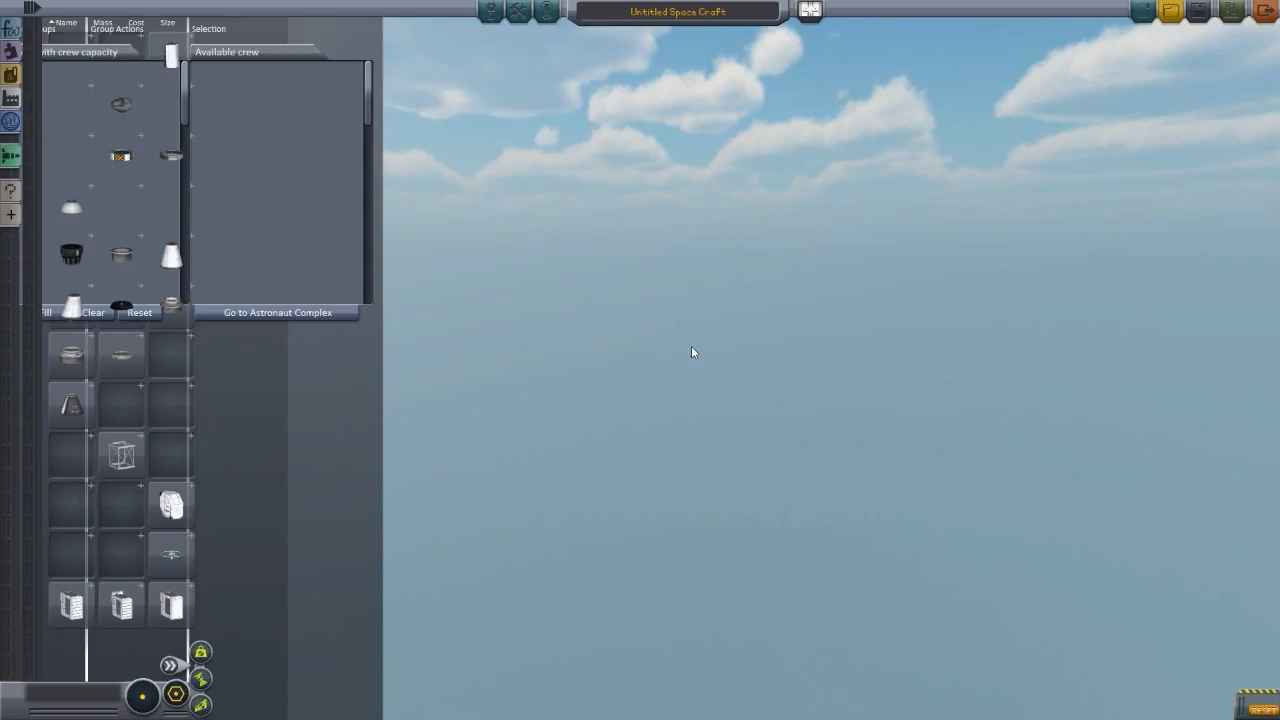 Untitled Space Craft
Name Mass Cost Size
ups Group Actions Selection
ith crew capacity Available crew
ill Clear Reset Go to Astronaut Complex
RESET